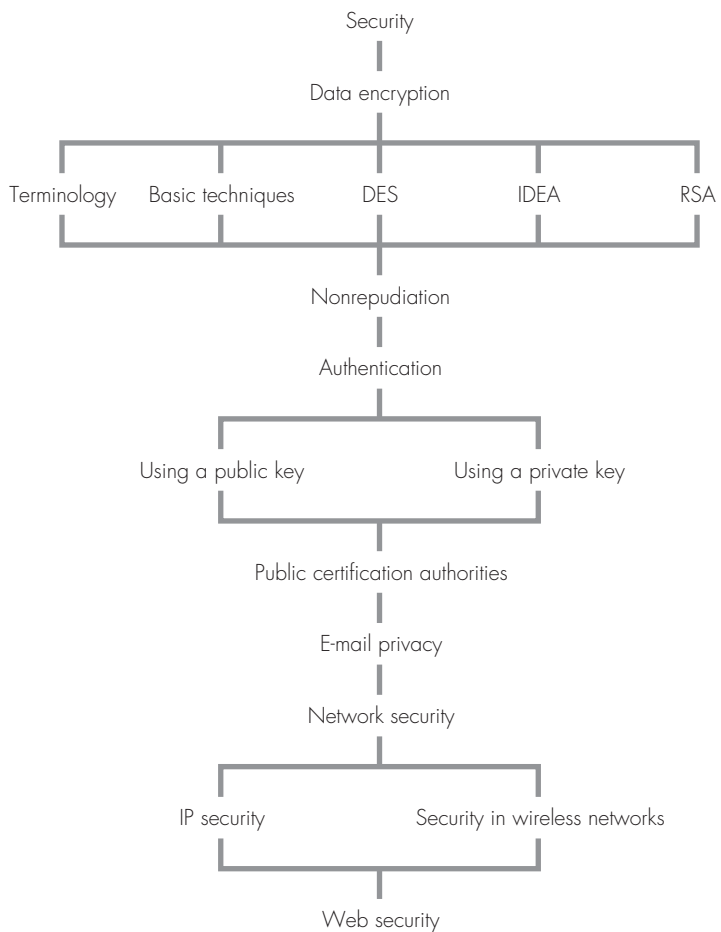 Security
Data encryption
Terminology Basic techniques DES IDEA RSA
Nonrepudiation
Authentication
Using a public key Using a private key
Public certification authorities
E-mail privacy
Network security
IP security Security in wireless networks
Web security